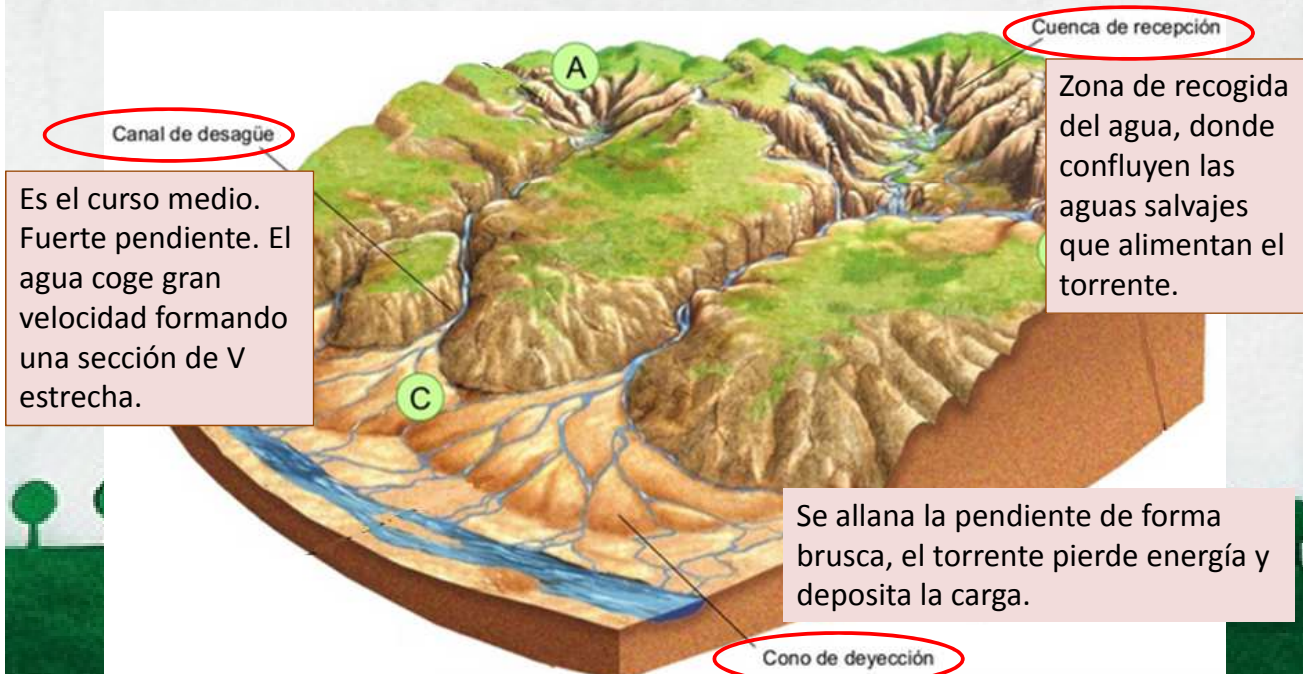 Cuenca de recepción
Zona de recogida
del agua, donde
confluyen las
aguas salvajes
que alimentan el
torrente.
A
Canal de desagüe
Es el curso medio.
Fuerte pendiente. El
agua coge gran
velocidad formando
una sección de V
estrecha.
C
Se allana la pendiente de forma
brusca, el torrente pierde energía y
deposita la carga.
Cono de deyección